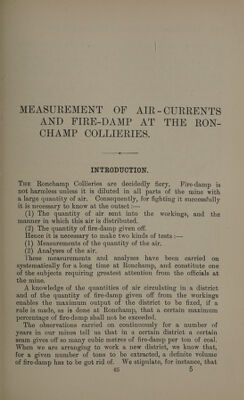 MEASUREMENT OF AIR-CURRENTS
AND FIRE-DAMP AT THE RON-
CHAMP COLLIERIES.
INTRODUCTION.
THE Ronchamp Collieries are decidedly fiery. Fire-damp is
not harmless unless it is diluted in all parts of the mine with
a large quantity of air. Consequently, for fighting it successfully
it is necessary to know at the outset :—
(1) The quantity of air sent into the workings, and the
manner in which this air is distributed.
(2) The quantity of fire-damp given off.
Hence it is necessary to make two kinds of tests :—
(1) Measurements of the quantity of the air.
(2) Analyses of the air.
These measurements and analyses have been carried on
systematically for a long time at Ronchamp, and constitute one
of the subjects requiring greatest attention from the officials at
the mine.
A knowledge of the quantities of air circulating in a district
and of the quantity of fire-damp given off from the workings
enables the maximum output of the district to be fixed, if a
rule is made, as is done at Ronchamp, that a certain maximum
percentage of fire-damp shall not be exceeded.
The observations carried on continuously for a number of
years in our mines tell us that in a certain district a certain
seam gives off so many cubic metres of fire-damp per ton of coal.
When we are arranging to work a new district, we know that,
for a given number of tons to be extracted, a definite volume
of fire-damp has to be got rid of. We stipulate, for instance, that
65 5